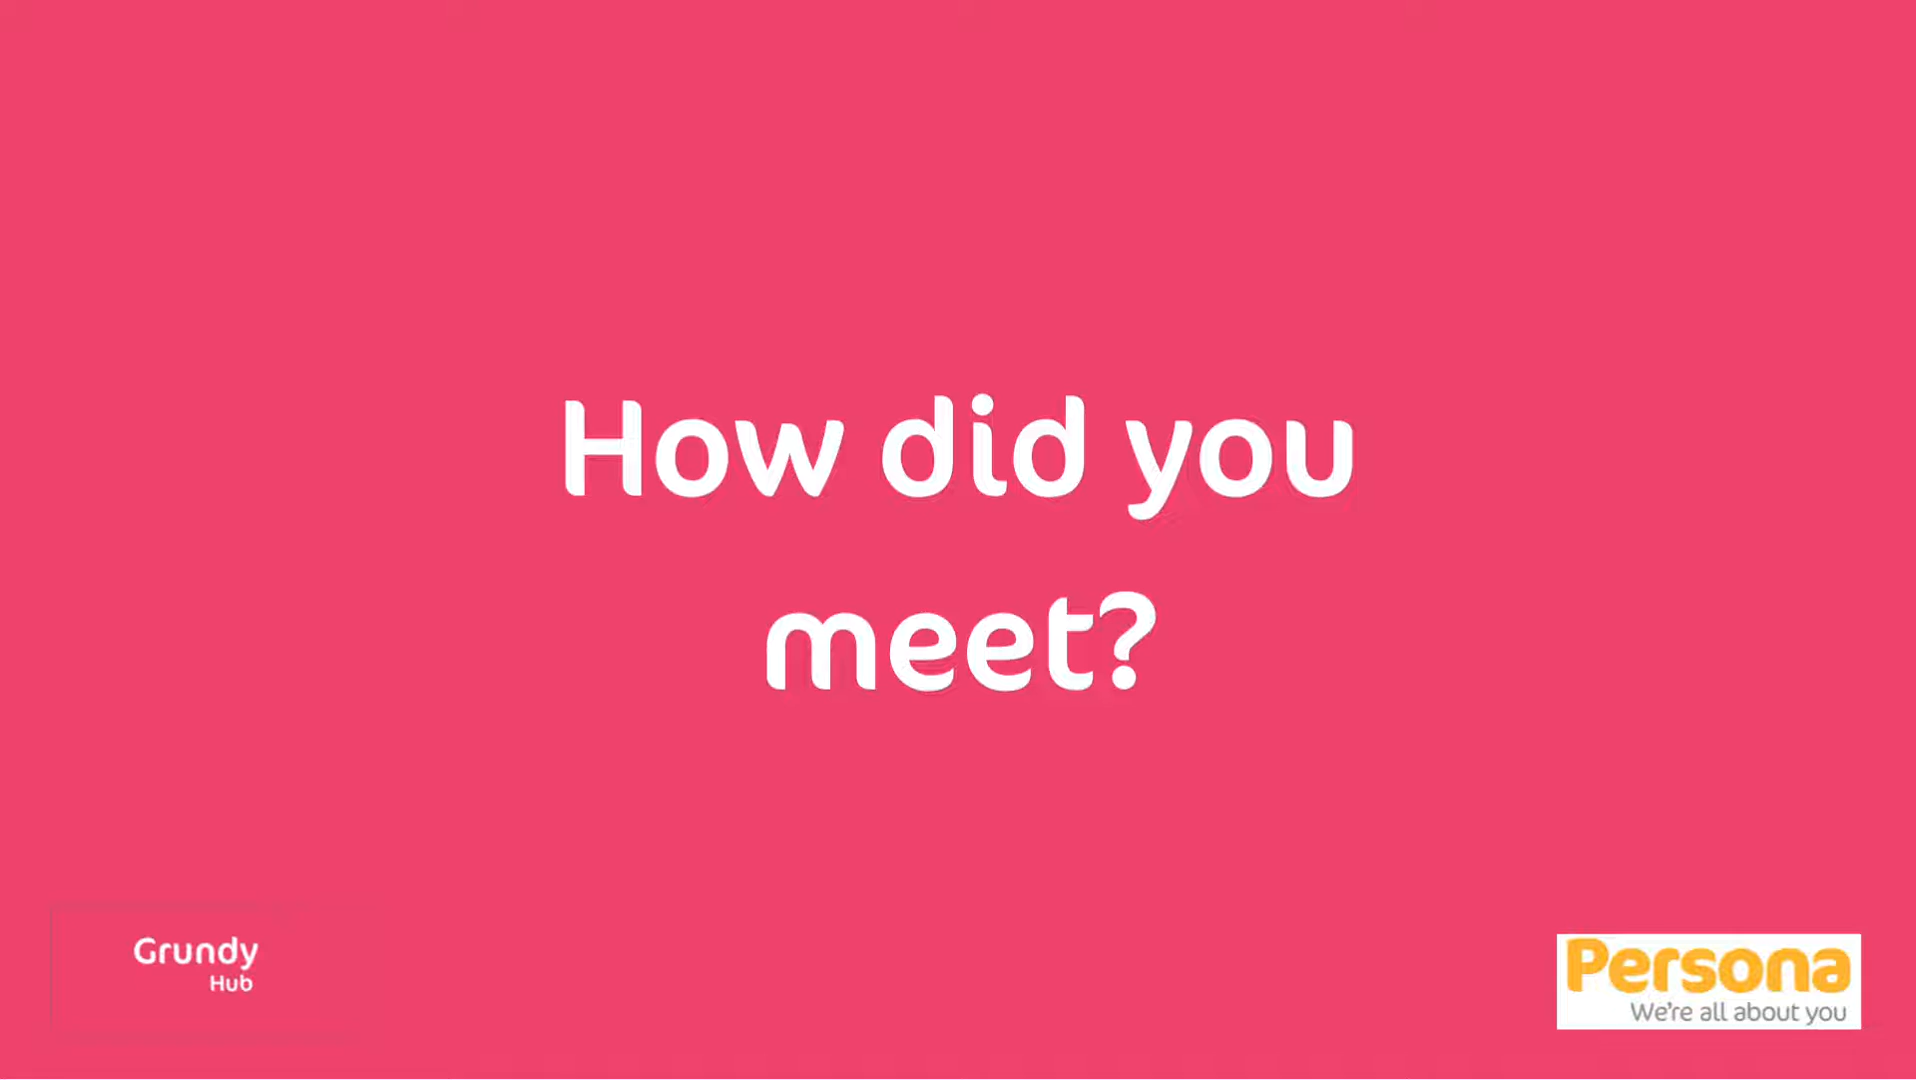 How did you
meet?
Grundy
Hub
Persona
We're all about you